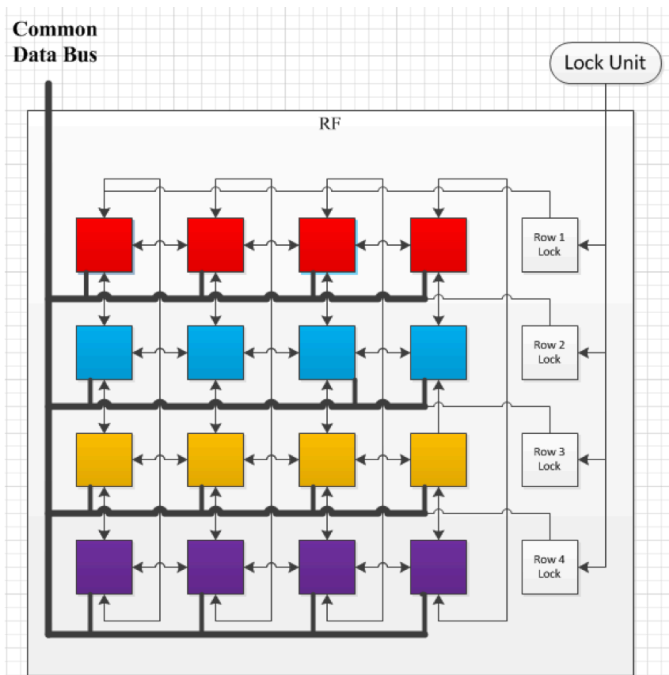 Common
Data Bus
Lock Unit
RF
Row 1
Lock
Row 2
Lock
Row 3
Lock
Row 4
Lock